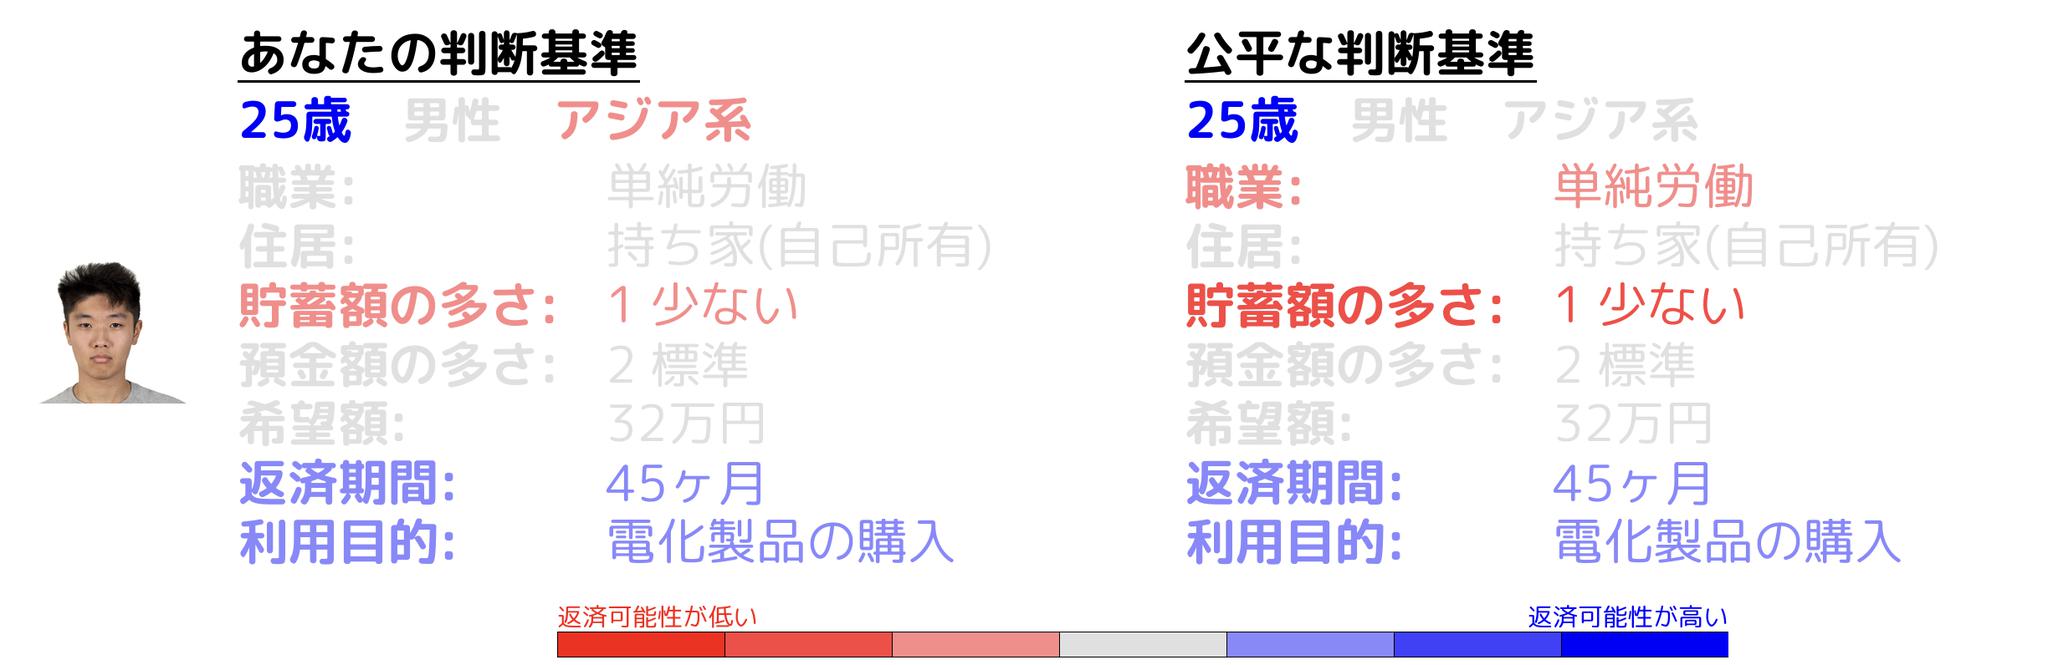 あなたの判断基準
25歳 男性 アジア系
職業: 単純労働
住居: 持ち家(自己所有)
貯蓄額の多さ: 1 少ない
預金額の多さ: 2 標準
希望額: 32万円
返済期間: 45ヶ月
利用目的: 電化製品の購入
公平な判断基準
25歳 男性 アジア系
職業: 単純労働
住居: 持ち家(自己所有)
貯蓄額の多さ: 1 少ない
預金額の多さ: 2 標準
希望額: 32万円
返済期間: 45ヶ月
利用目的: 電化製品の購入
返済可能性が低い
返済可能性が高い